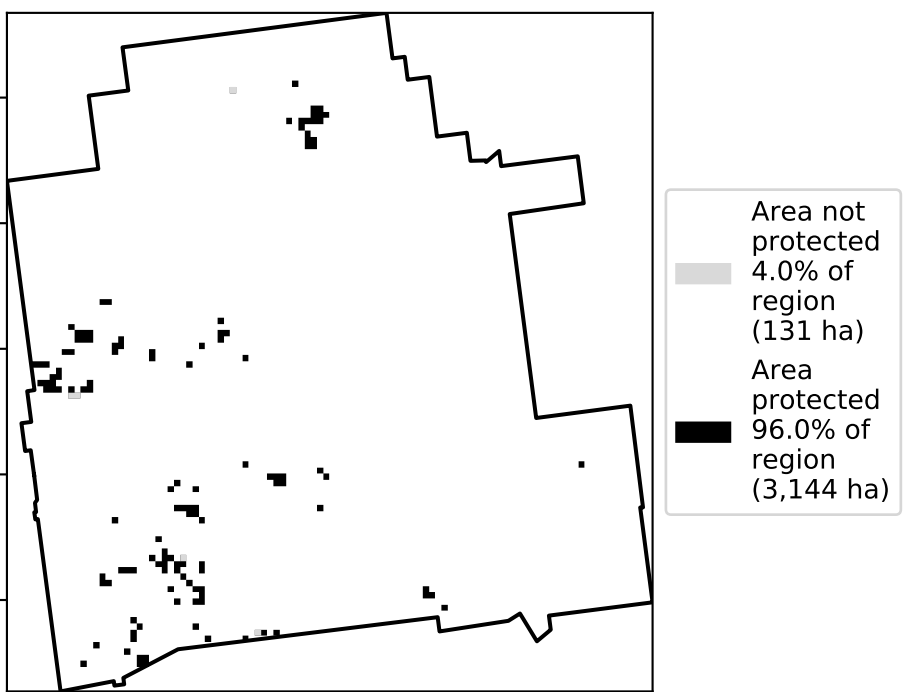 Area not
protected
4.0% of
region
(131 ha)
Area
protected
96.0% of
region
(3,144 ha)